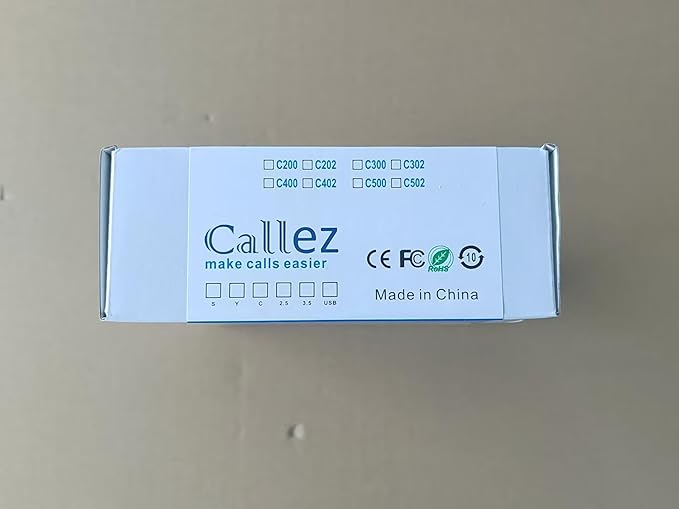 C200 C202 C300 C302
C400 C402 C500 C502
Callez
make calls easier
CE FC RoHS 10
S Y C 2.5 3.5 USB
Made in China